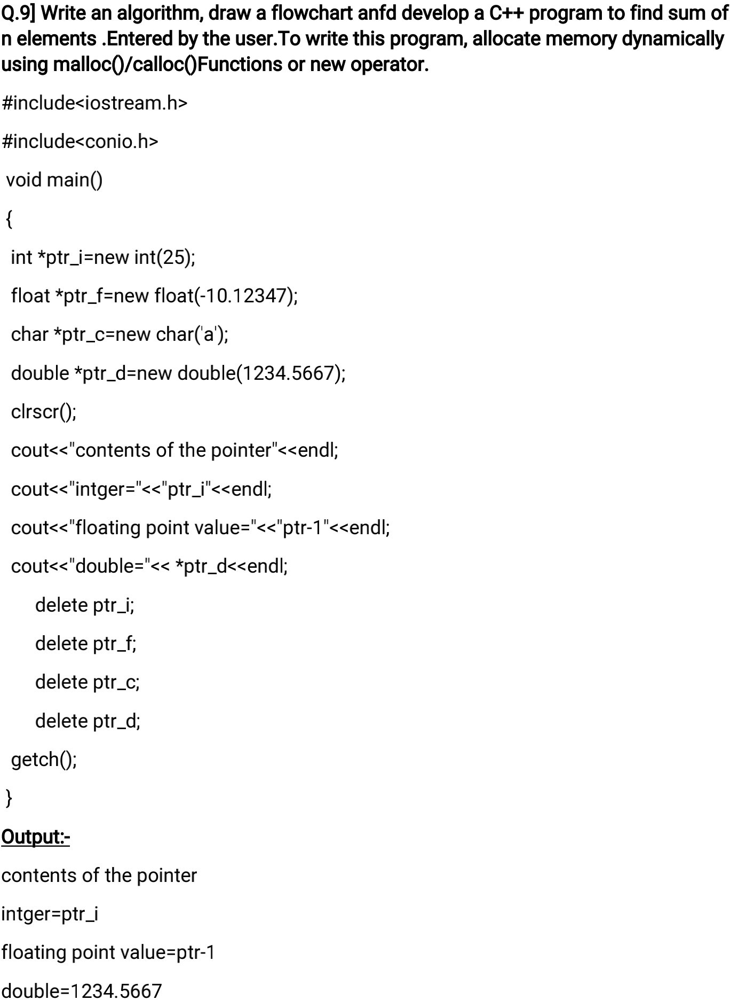 Q.9] Write an algorithm, draw a flowchart anfd develop a C++ program to find sum of
n elements .Entered by the user.To write this program, allocate memory dynamically
using malloc()/calloc()Functions or new operator.
#include<iostream.h>
#include<conio.h>
void main()
{
int *ptr_i=new int(25);
float *ptr_f=new float(-10.12347);
char *ptr_c=new char('a');
double *ptr_d=new double(1234.5667);
clrscr();
cout<<"contents of the pointer"<<endl;
cout<<"intger="<<"ptr_i"<<endl;
cout<<"floating point value="<<"ptr-1"<<endl;
cout<<"double="<< *ptr_d<<endl;
delete ptr_i;
delete ptr_f;
delete ptr_c;
delete ptr_d;
getch();
}
Output:-
contents of the pointer
intger=ptr_i
floating point value=ptr-1
double=1234.5667